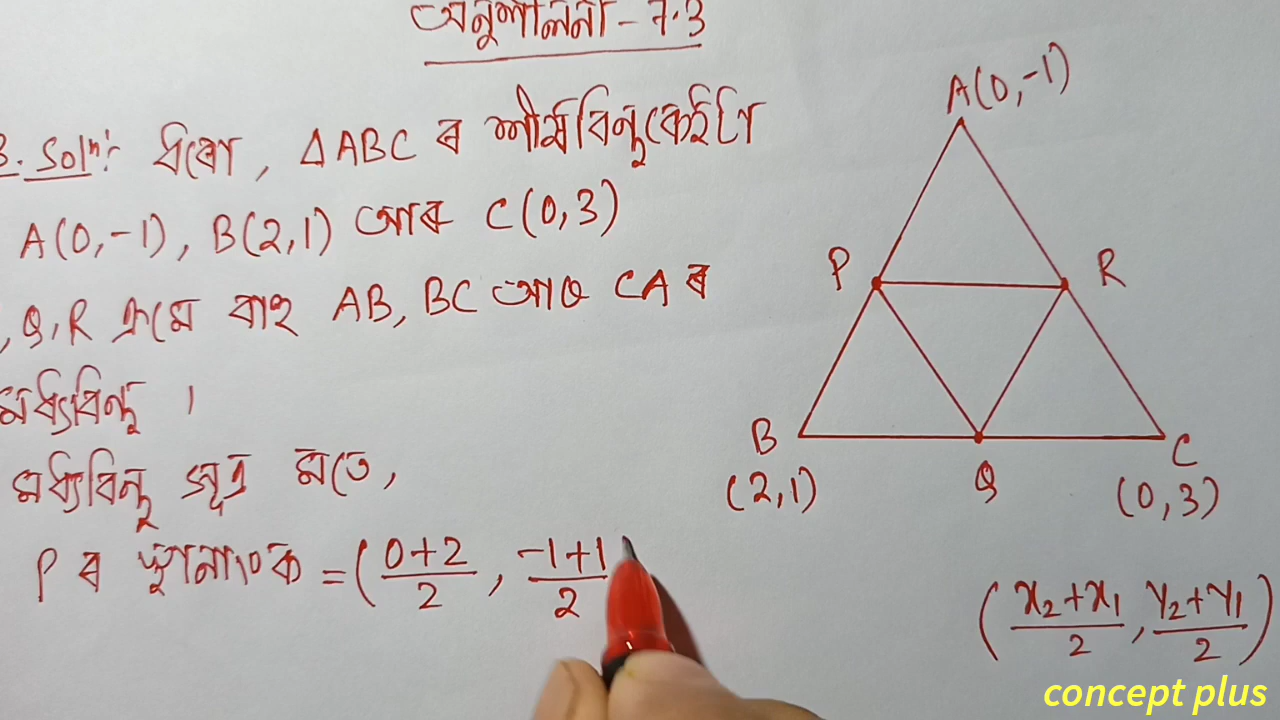 অনুশীলনী - 7.3
3. Solⁿ: ধৰো, △ABC ৰ শীৰ্ষবিন্দুকেইটা
A(0,-1), B(2,1) আৰু C(0,3)
, Q, R ক্ৰমে বাহু AB, BC আৰু CA ৰ
মধ্যবিন্দু ।
মধ্যবিন্দু সূত্ৰ মতে,
P ৰ স্থানাংক = (0+2/2, -1+1/2
A(0,-1)
P
R
B
(2,1)
Q
C
(0,3)
(x₂+x₁/2, y₂+y₁/2)
concept plus